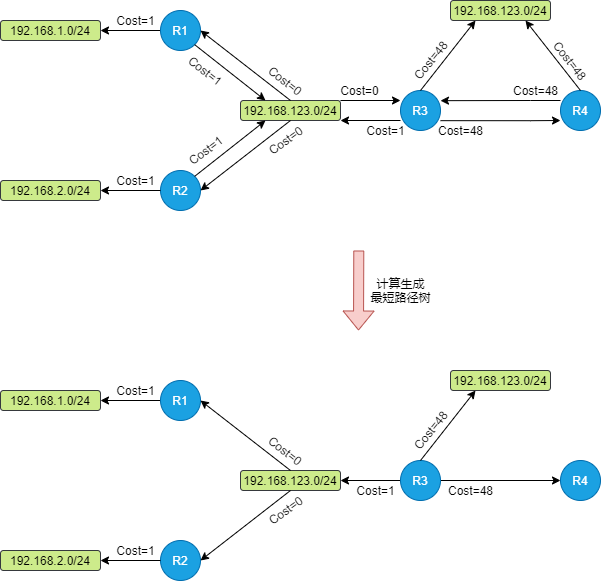 192.168.123.0/24
192.168.1.0/24
Cost=1
R1
Cost=1
Cost=0
Cost=48
Cost=48
Cost=0
Cost=48
192.168.123.0/24
R3
R4
Cost=1
Cost=48
Cost=1
Cost=0
192.168.2.0/24
Cost=1
R2
计算生成
最短路径树
192.168.123.0/24
192.168.1.0/24
Cost=1
R1
Cost=48
Cost=0
192.168.123.0/24
R3
R4
Cost=1
Cost=48
Cost=0
192.168.2.0/24
Cost=1
R2